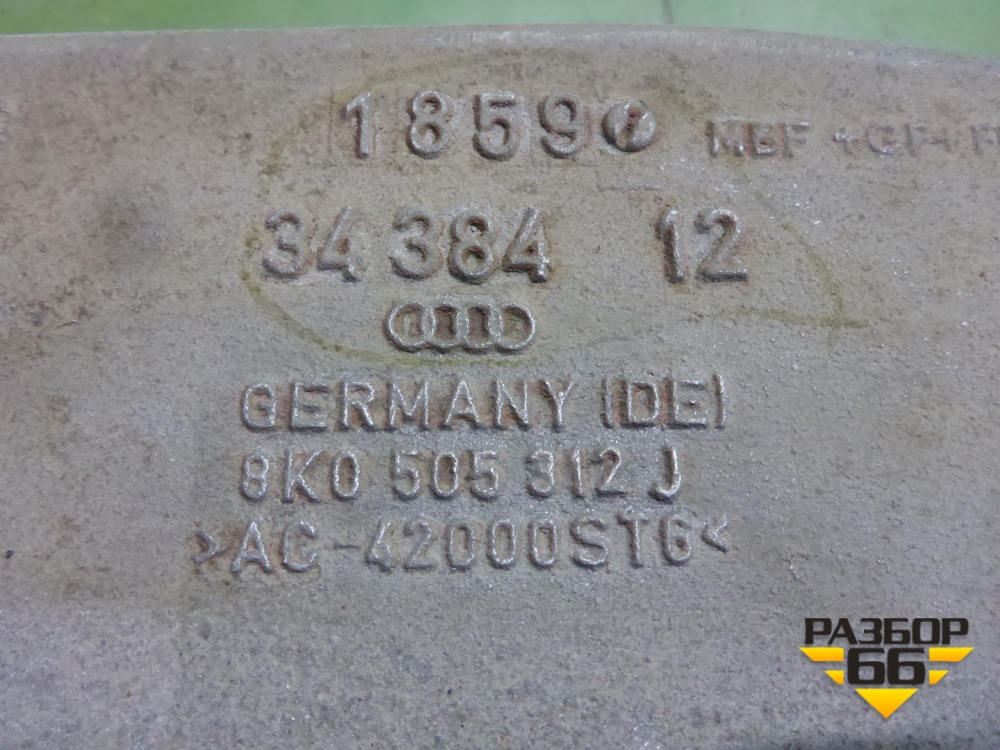 1859
34 384 12
GERMANY (DE)
8K0 505 312 J
>AC-42000ST6<
РАЗБОР
66